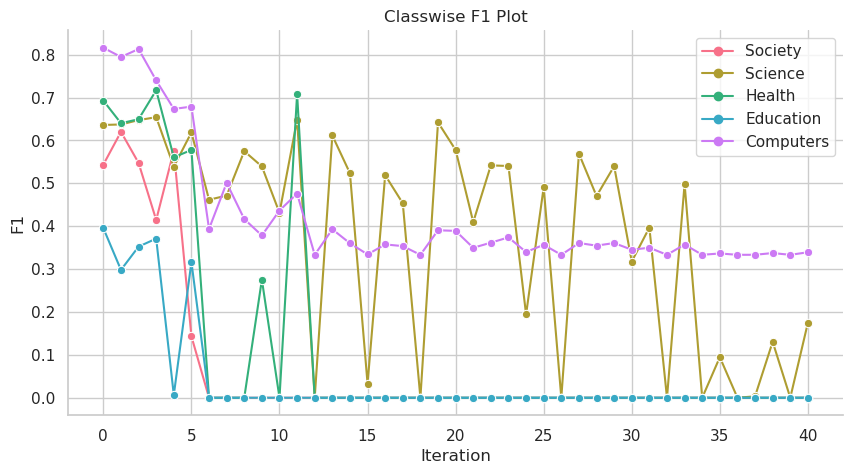 Classwise F1 Plot
Society
Science
Health
Education
Computers
F1
0.8
0.7
0.6
0.5
0.4
0.3
0.2
0.1
0.0
0 5 10 15 20 25 30 35 40
Iteration